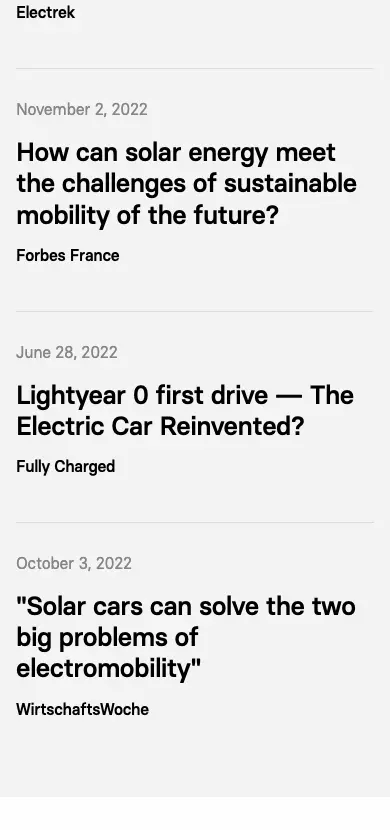 Electrek
November 2, 2022
How can solar energy meet
the challenges of sustainable
mobility of the future?
Forbes France
June 28, 2022
Lightyear 0 first drive — The
Electric Car Reinvented?
Fully Charged
October 3, 2022
"Solar cars can solve the two
big problems of
electromobility"
WirtschaftsWoche